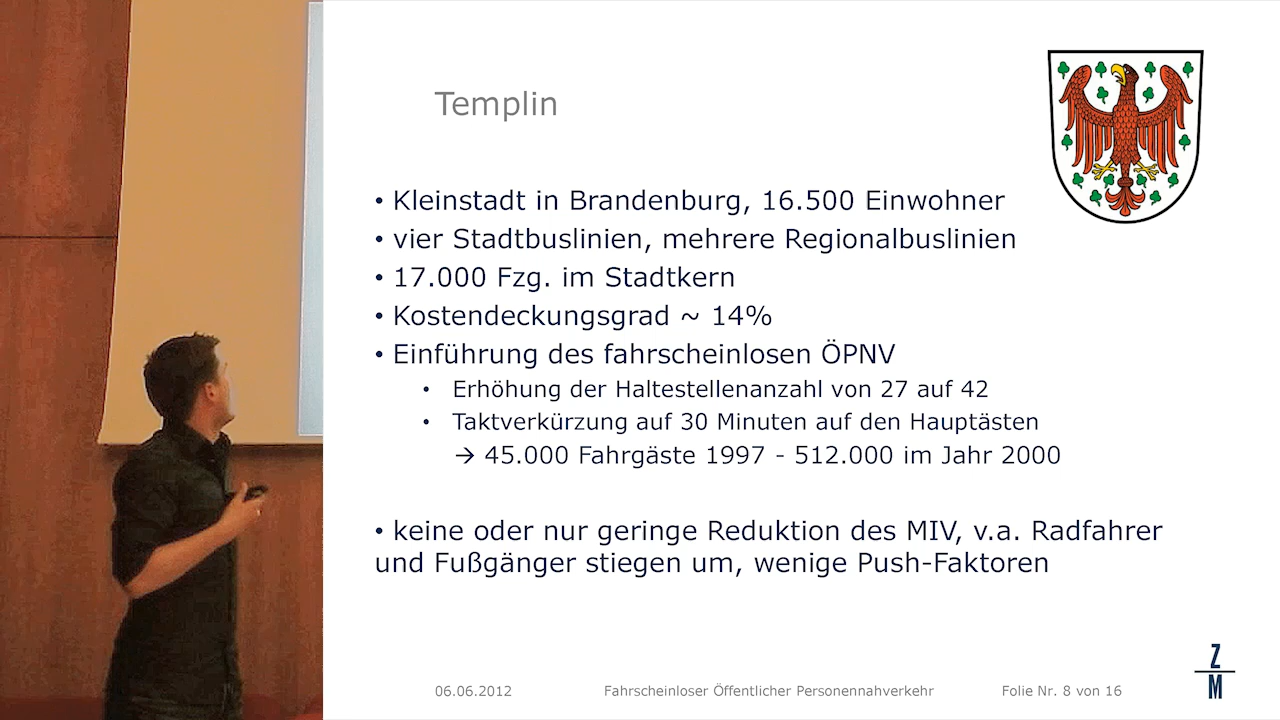 Templin
• Kleinstadt in Brandenburg, 16.500 Einwohner
• vier Stadtbuslinien, mehrere Regionalbuslinien
• 17.000 Fzg. im Stadtkern
• Kostendeckungsgrad ~ 14%
• Einführung des fahrscheinlosen ÖPNV
• Erhöhung der Haltestellenanzahl von 27 auf 42
• Taktverkürzung auf 30 Minuten auf den Hauptästen
→ 45.000 Fahrgäste 1997 - 512.000 im Jahr 2000
• keine oder nur geringe Reduktion des MIV, v.a. Radfahrer
und Fußgänger stiegen um, wenige Push-Faktoren
Z
M
06.06.2012 Fahrscheinloser Öffentlicher Personennahverkehr Folie Nr. 8 von 16